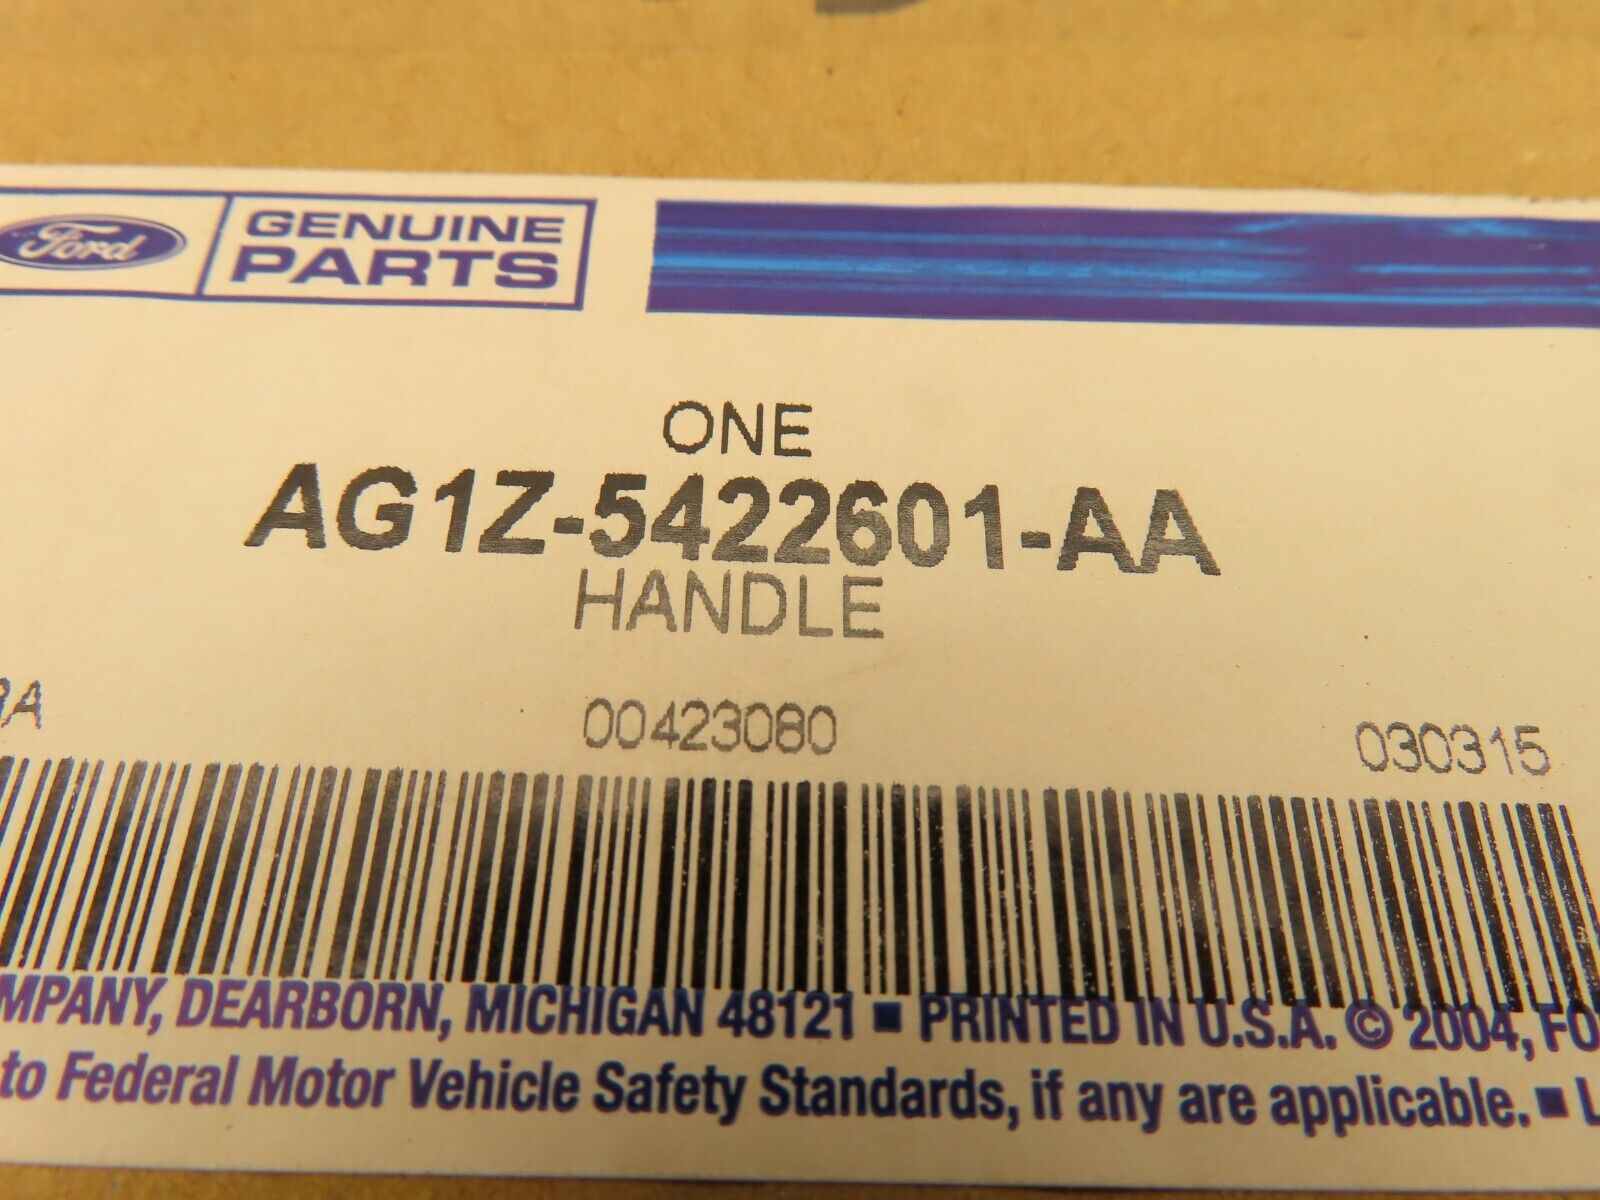 Ford
GENUINE
PARTS
ONE
AG1Z-5422601-AA
HANDLE
00423080
030315
COMPANY, DEARBORN, MICHIGAN 48121 ▪ PRINTED IN U.S.A. © 2004, FO
to Federal Motor Vehicle Safety Standards, if any are applicable. ▪ L